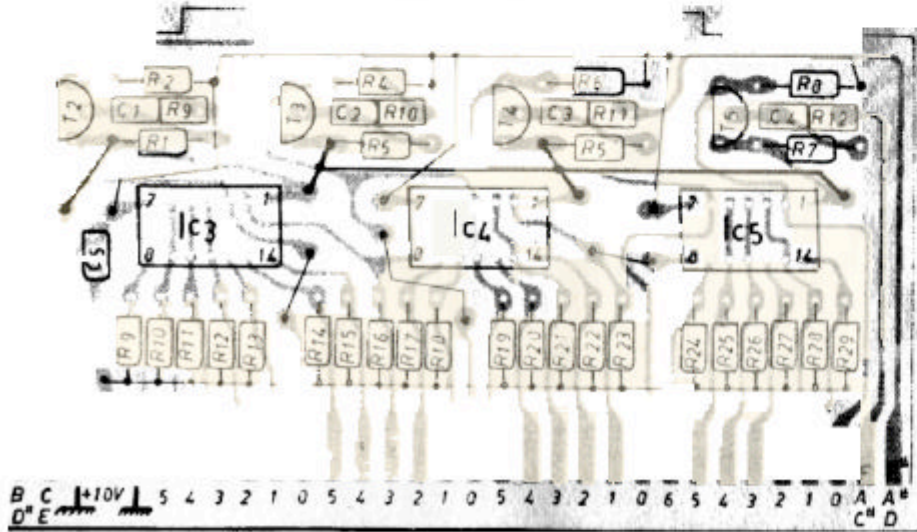 R2 R4 R6 R8
T2 C1 R9 T3 C2 R10 T4 C3 R11 T5 C4 R12
R1 R5 R5 R7
7 1 7 1 7 1
C5 IC3 IC4 IC5
8 14 8 14 8 14
R9 R10 R11 R12 R13 R14 R15 R16 R17 R18 R19 R20 R21 R22 R23 R24 R25 R26 R27 R28 R29
B C +10V 5 4 3 2 1 0 5 4 3 2 1 0 5 4 3 2 1 0 6 5 4 3 2 1 0 A A"
D" E C" D